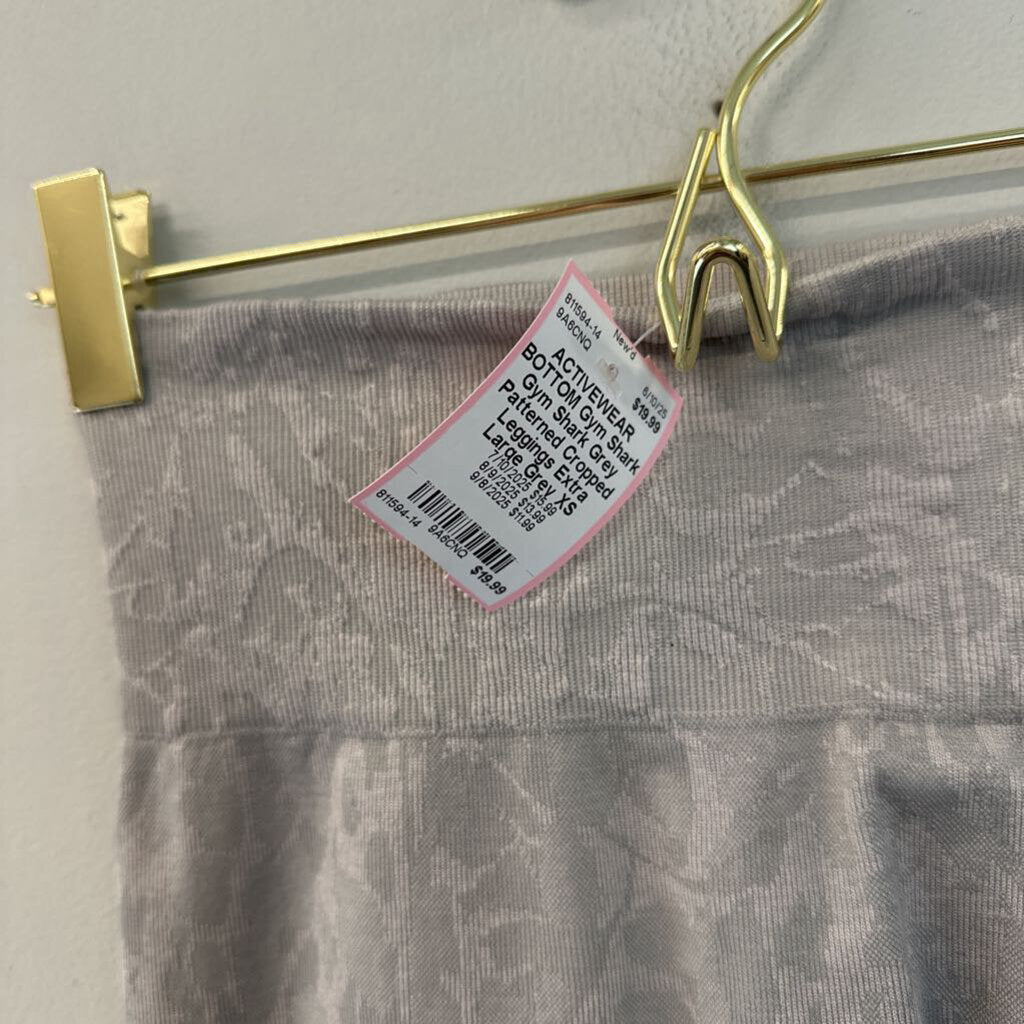 811594-14
9A6CNQ
New'd
6/10/25
$19.99
ACTIVEWEAR
BOTTOM Gym Shark
Gym Shark Grey
Patterned Cropped
Leggings Extra
Large Grey XS
7/10/2025 $15.99
8/9/2025 $13.99
9/8/2025 $11.99
811594-14 9A6CNQ $19.99